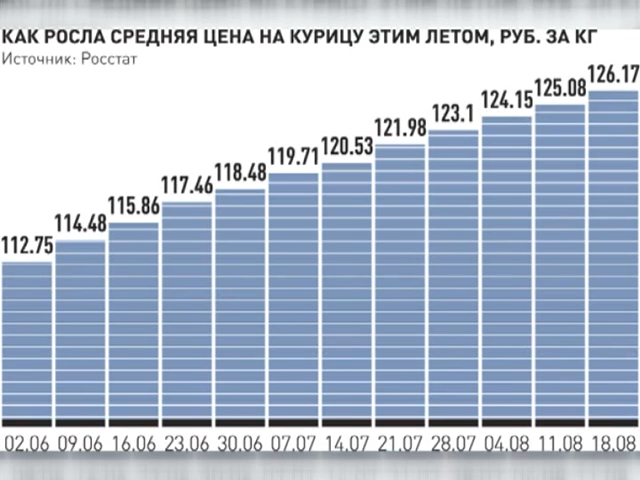 КАК РОСЛА СРЕДНЯЯ ЦЕНА НА КУРИЦУ ЭТИМ ЛЕТОМ, РУБ. ЗА КГ
Источник: Росстат
112.75 114.48 115.86 117.46 118.48 119.71 120.53 121.98 123.1 124.15 125.08 126.17
02.06 09.06 16.06 23.06 30.06 07.07 14.07 21.07 28.07 04.08 11.08 18.08